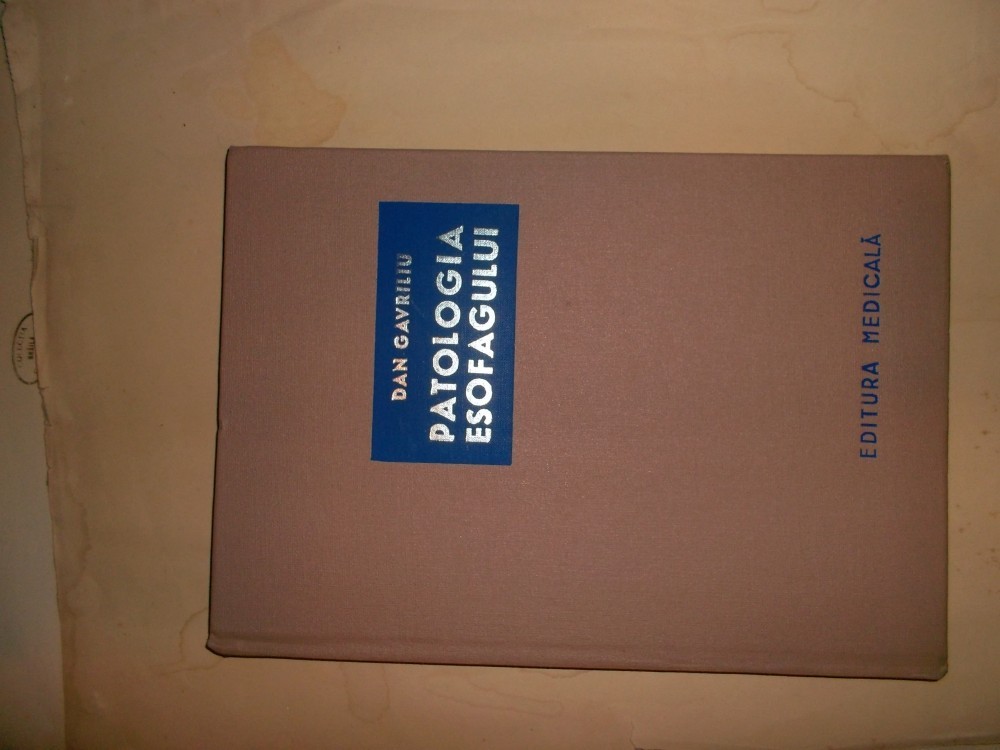 DAN GAVRILIU
PATOLOGIA
ESOFAGULUI
EDITURA MEDICALĂ